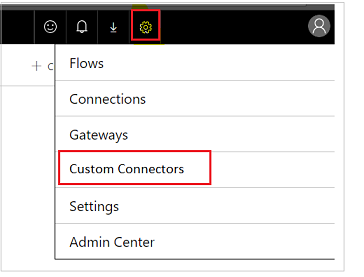 + C
Flows
Connections
Gateways
Custom Connectors
Settings
Admin Center